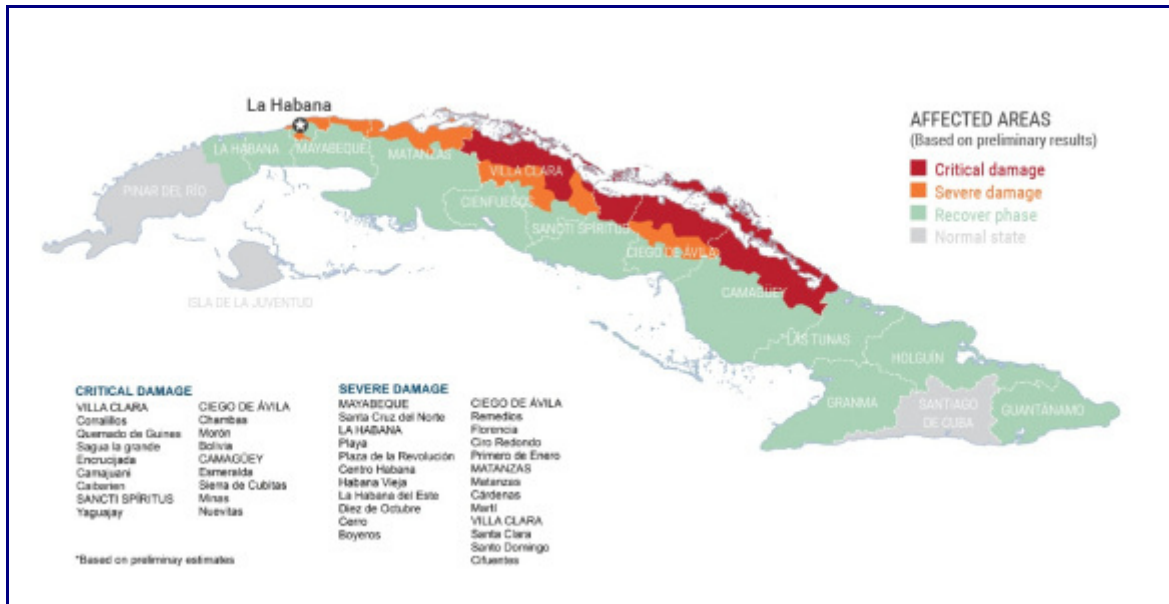 La Habana
AFFECTED AREAS
(Based on preliminary results)
Critical damage
Severe damage
Recover phase
Normal state
PINAR DEL RÍO
LA HABANA
MAYABEQUE
MATANZAS
VILLA CLARA
CIENFUEGOS
SANCTI SPÍRITUS
CIEGO DE ÁVILA
CAMAGÜEY
LAS TUNAS
HOLGUÍN
GRANMA
SANTIAGO
DE CUBA
GUANTÁNAMO
ISLA DE LA JUVENTUD
CRITICAL DAMAGE
VILLA CLARA
Corralillos
Quemado de Guines
Sagua la grande
Encrucijada
Camajuani
Caibarien
SANCTI SPÍRITUS
Yaguajay
CIEGO DE ÁVILA
Chambas
Morón
Bolivia
CAMAGÜEY
Esmeralda
Sierra de Cubitas
Minas
Nuevitas
*Based on preliminay estimates
SEVERE DAMAGE
MAYABEQUE
Santa Cruz del Norte
LA HABANA
Playa
Plaza de la Revolución
Centro Habana
Habana Vieja
La Habana del Este
Diez de Octubre
Cerro
Boyeros
CIEGO DE ÁVILA
Remedios
Florencia
Ciro Redondo
Primero de Enero
MATANZAS
Matanzas
Cárdenas
Martí
VILLA CLARA
Santa Clara
Santo Domingo
Cifuentes